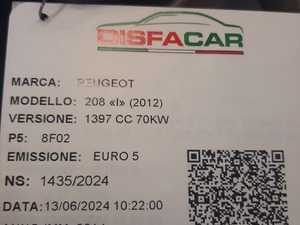 DISFACAR
MARCA: PEUGEOT
MODELLO: 208 «I» (2012)
VERSIONE: 1397 CC 70KW
P5: 8F02
EMISSIONE: EURO 5
NS: 1435/2024
DATA: 13/06/2024 10:22:00